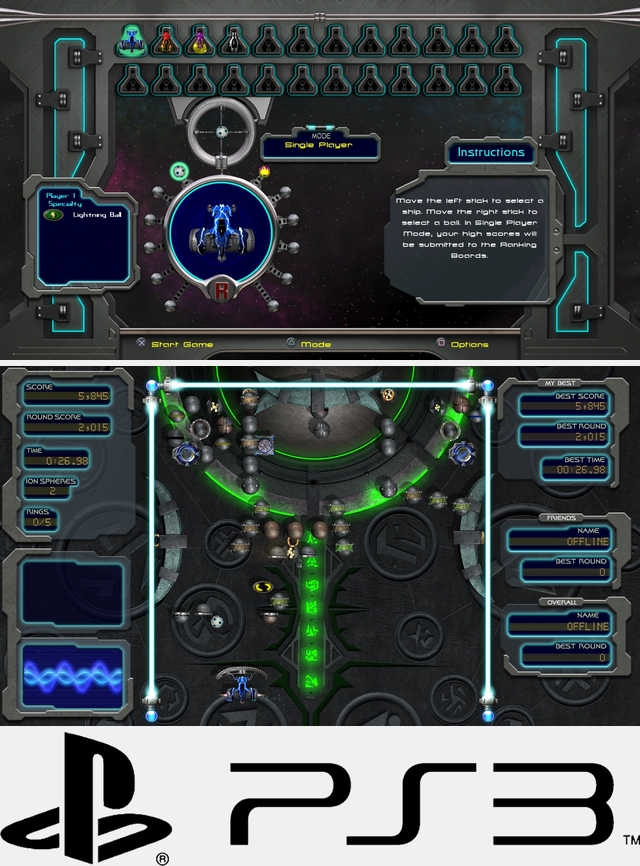 MODE
Single Player
Instructions
Player 1
Specialty
Lightning Ball
Move the left stick to select a
ship. Move the right stick to
select a ball. In Single Player
Mode, your high scores will
be submitted to the Ranking
Boards.
R
Start Game
Mode
Options
SCORE
5,845
ROUND SCORE
2,015
TIME
0:26.98
ION SPHERES
2
RINGS
0/5
MY BEST
BEST SCORE
5,845
BEST ROUND
2,015
BEST TIME
00:26.98
FRIENDS
NAME
OFFLINE
BEST ROUND
0
OVERALL
NAME
OFFLINE
BEST ROUND
0
® PS3 TM